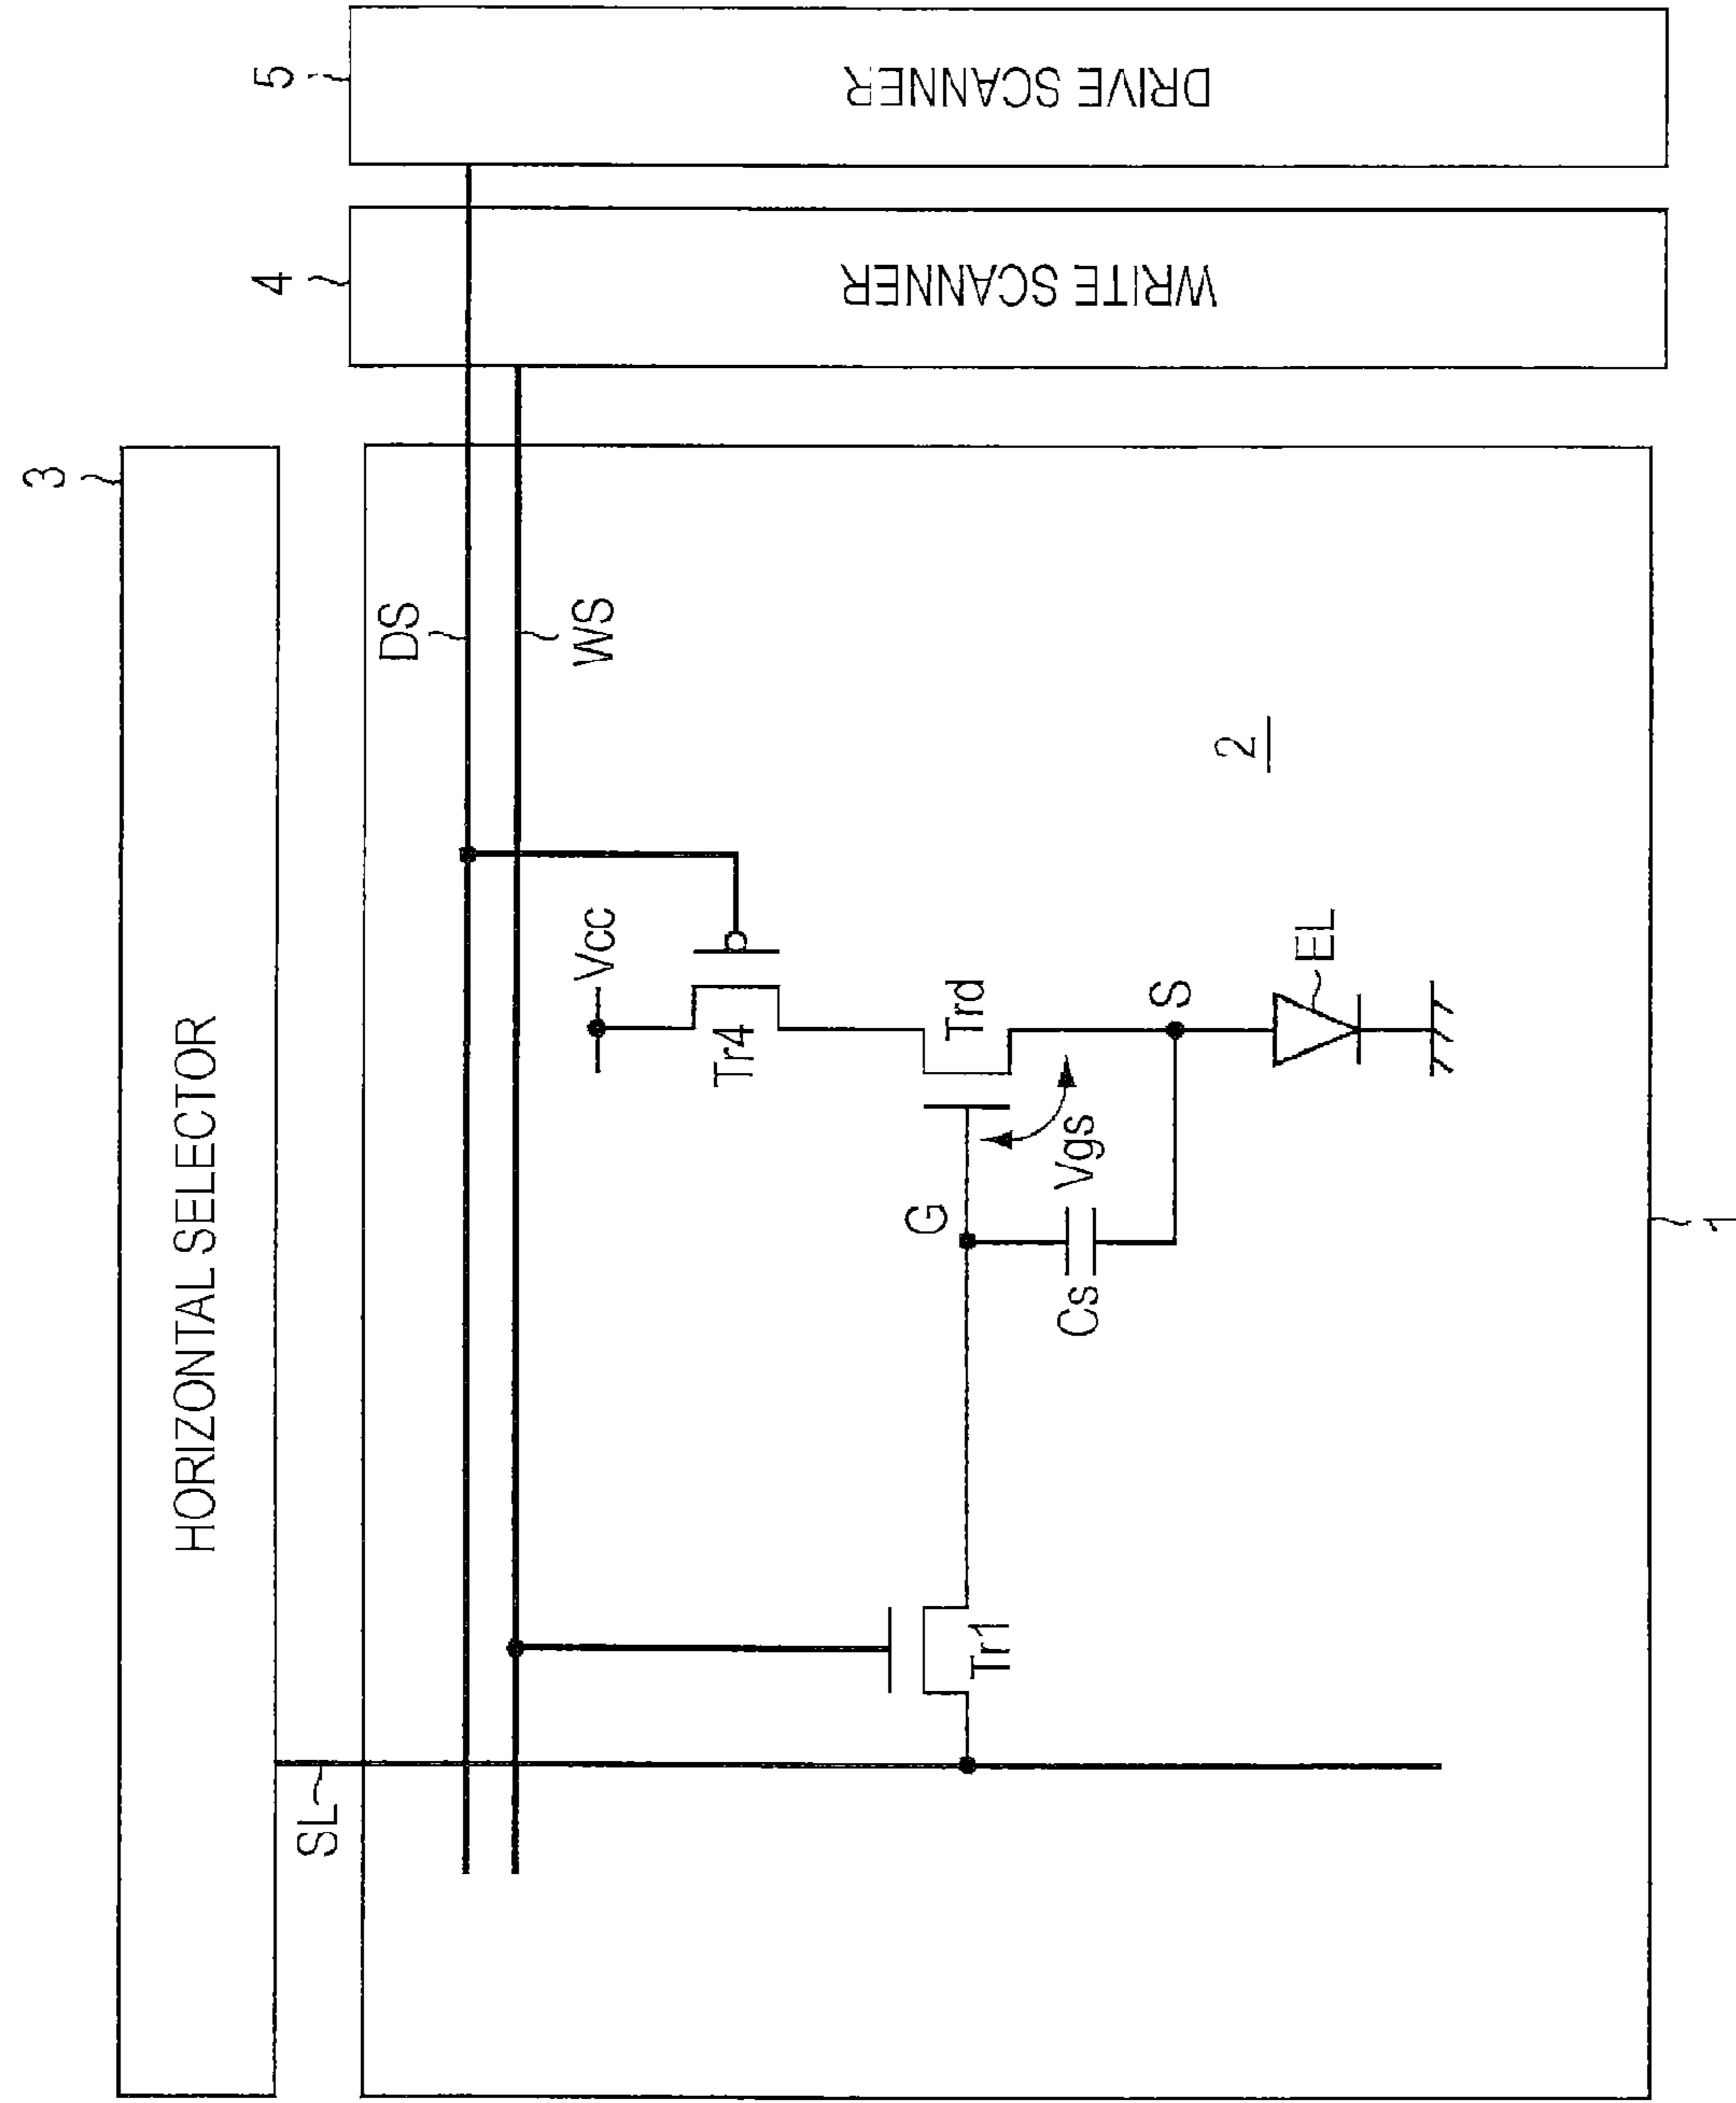 3
HORIZONTAL SELECTOR
SL
5
DRIVE SCANNER
4
WRITE SCANNER
DS
WS
Vcc
Tr4
Trd
G
Vgs
Cs
S
EL
Tr1
2
1